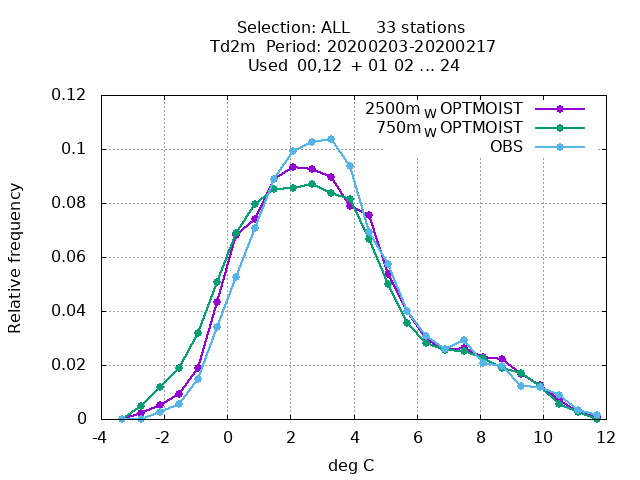 Selection: ALL 33 stations
Td2m Period: 20200203-20200217
Used 00,12 + 01 02 ... 24
0.12
0.1
0.08
0.06
0.04
0.02
0
Relative frequency
2500m W OPTMOIST
750m W OPTMOIST
OBS
-4 -2 0 2 4 6 8 10 12
deg C